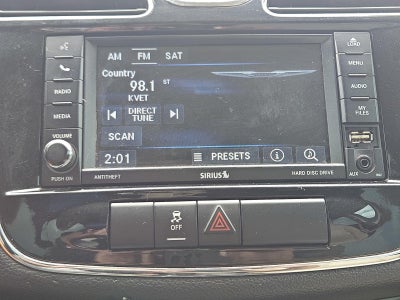 AM FM SAT
LOAD
Country
98.1 ST
KVET
MENU
RADIO
DIRECT
TUNE
AUDIO
MEDIA
MY
FILES
SCAN
VOLUME
2:01 PRESETS
PUSH ON ANTITHEFT SIRIUS HARD DISC DRIVE AUX
OFF